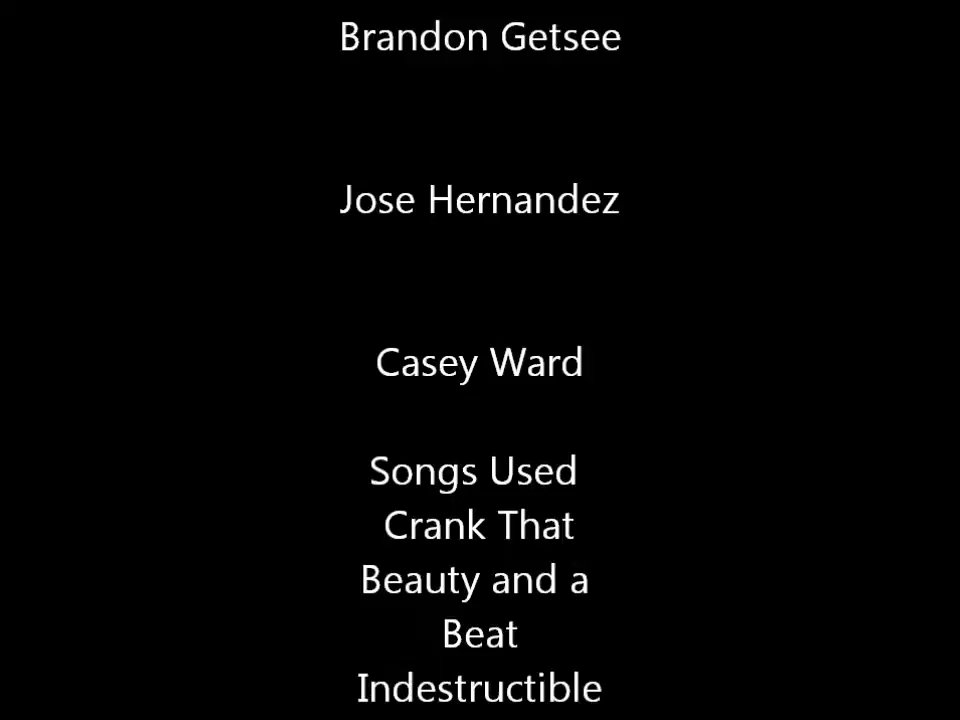 Brandon Getsee
Jose Hernandez
Casey Ward
Songs Used
Crank That
Beauty and a
Beat
Indestructible